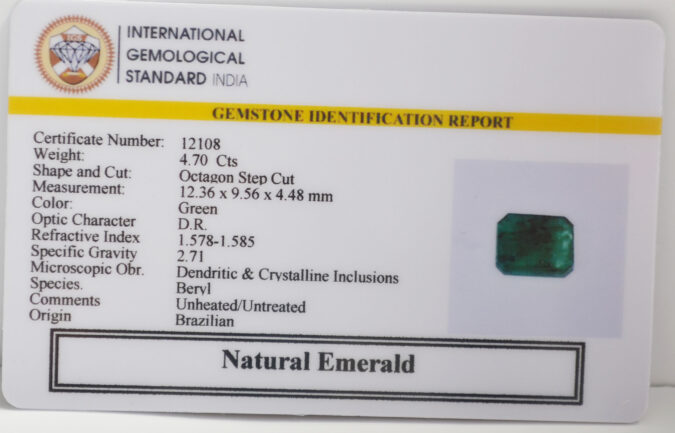 IGS
INTERNATIONAL
GEMOLOGICAL
STANDARD INDIA
GEMSTONE IDENTIFICATION REPORT
Certificate Number: 12108
Weight: 4.70 Cts
Shape and Cut: Octagon Step Cut
Measurement: 12.36 x 9.56 x 4.48 mm
Color: Green
Optic Character D.R.
Refractive Index 1.578-1.585
Specific Gravity 2.71
Microscopic Obr. Dendritic & Crystalline Inclusions
Species. Beryl
Comments Unheated/Untreated
Origin Brazilian
Natural Emerald